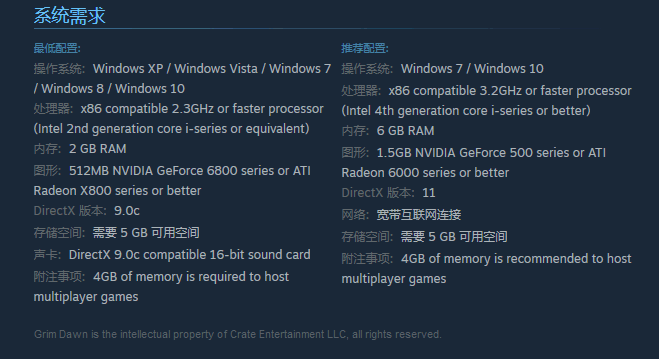 系统需求
最低配置:
操作系统: Windows XP / Windows Vista / Windows 7
/ Windows 8 / Windows 10
处理器: x86 compatible 2.3GHz or faster processor
(Intel 2nd generation core i-series or equivalent)
内存: 2 GB RAM
图形: 512MB NVIDIA GeForce 6800 series or ATI
Radeon X800 series or better
DirectX 版本: 9.0c
存储空间: 需要 5 GB 可用空间
声卡: DirectX 9.0c compatible 16-bit sound card
附注事项: 4GB of memory is required to host
multiplayer games
推荐配置:
操作系统: Windows 7 / Windows 10
处理器: x86 compatible 3.2GHz or faster processor
(Intel 4th generation core i-series or better)
内存: 6 GB RAM
图形: 1.5GB NVIDIA GeForce 500 series or ATI
Radeon 6000 series or better
DirectX 版本: 11
网络: 宽带互联网连接
存储空间: 需要 5 GB 可用空间
附注事项: 4GB of memory is recommended to host
multiplayer games
Grim Dawn is the intellectual property of Crate Entertainment LLC, all rights reserved.